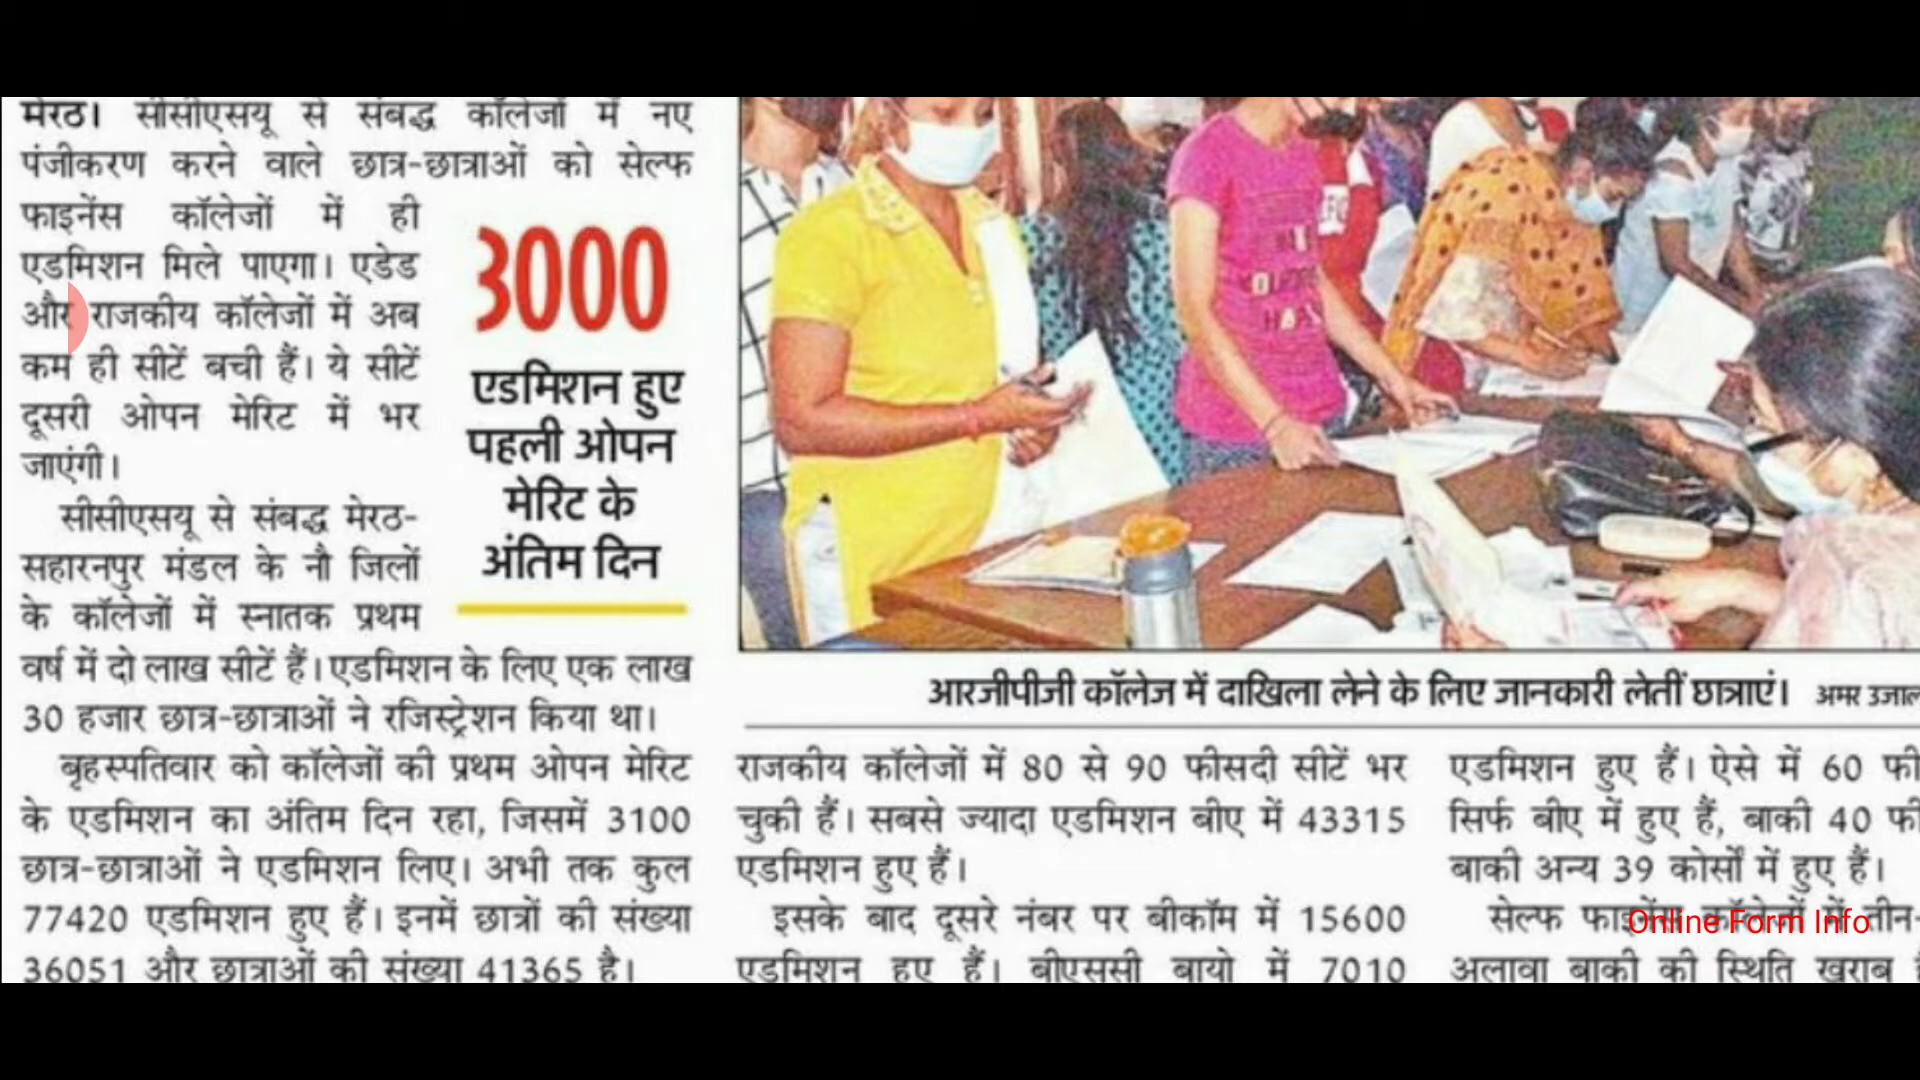 मेरठ। सीसीएसयू से संबद्ध कॉलेजों में नए
पंजीकरण करने वाले छात्र-छात्राओं को सेल्फ
फाइनेंस कॉलेजों में ही
एडमिशन मिले पाएगा। एडेड
और राजकीय कॉलेजों में अब
कम ही सीटें बची हैं। ये सीटें
दूसरी ओपन मेरिट में भर
जाएंगी।
सीसीएसयू से संबद्ध मेरठ-
सहारनपुर मंडल के नौ जिलों
के कॉलेजों में स्नातक प्रथम
वर्ष में दो लाख सीटें हैं। एडमिशन के लिए एक लाख
30 हजार छात्र-छात्राओं ने रजिस्ट्रेशन किया था।
बृहस्पतिवार को कॉलेजों की प्रथम ओपन मेरिट
के एडमिशन का अंतिम दिन रहा, जिसमें 3100
छात्र-छात्राओं ने एडमिशन लिए। अभी तक कुल
77420 एडमिशन हुए हैं। इनमें छात्रों की संख्या
36051 और छात्राओं की संख्या 41365 है।
3000
एडमिशन हुए
पहली ओपन
मेरिट के
अंतिम दिन
आरजीपीजी कॉलेज में दाखिला लेने के लिए जानकारी लेतीं छात्राएं। अमर
राजकीय कॉलेजों में 80 से 90 फीसदी सीटें भर
चुकी हैं। सबसे ज्यादा एडमिशन बीए में 43315
एडमिशन हुए हैं।
इसके बाद दूसरे नंबर पर बीकॉम में 15600
एडमिशन हुए हैं। बीएससी बायो में 7010
एडमिशन हुए हैं। ऐसे में 60
सिर्फ बीए में हुए हैं, बाकी 40
बाकी अन्य 39 कोर्सों में हुए हैं।
सेल्फ फाइनेंस कॉलेजों में तीन-
अलावा बाकी की स्थिति खराब
Online Form Info